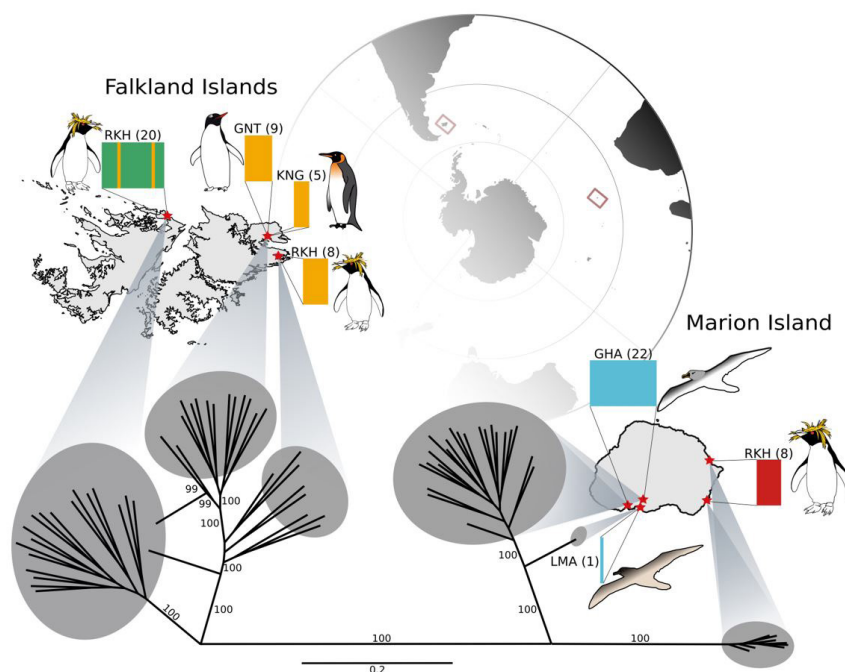 Falkland Islands
RKH (20)
GNT (9)
KNG (5)
RKH (8)
Marion Island
GHA (22)
RKH (8)
LMA (1)
99
99
100
100
100
100
100
100
100
100
100
0.2